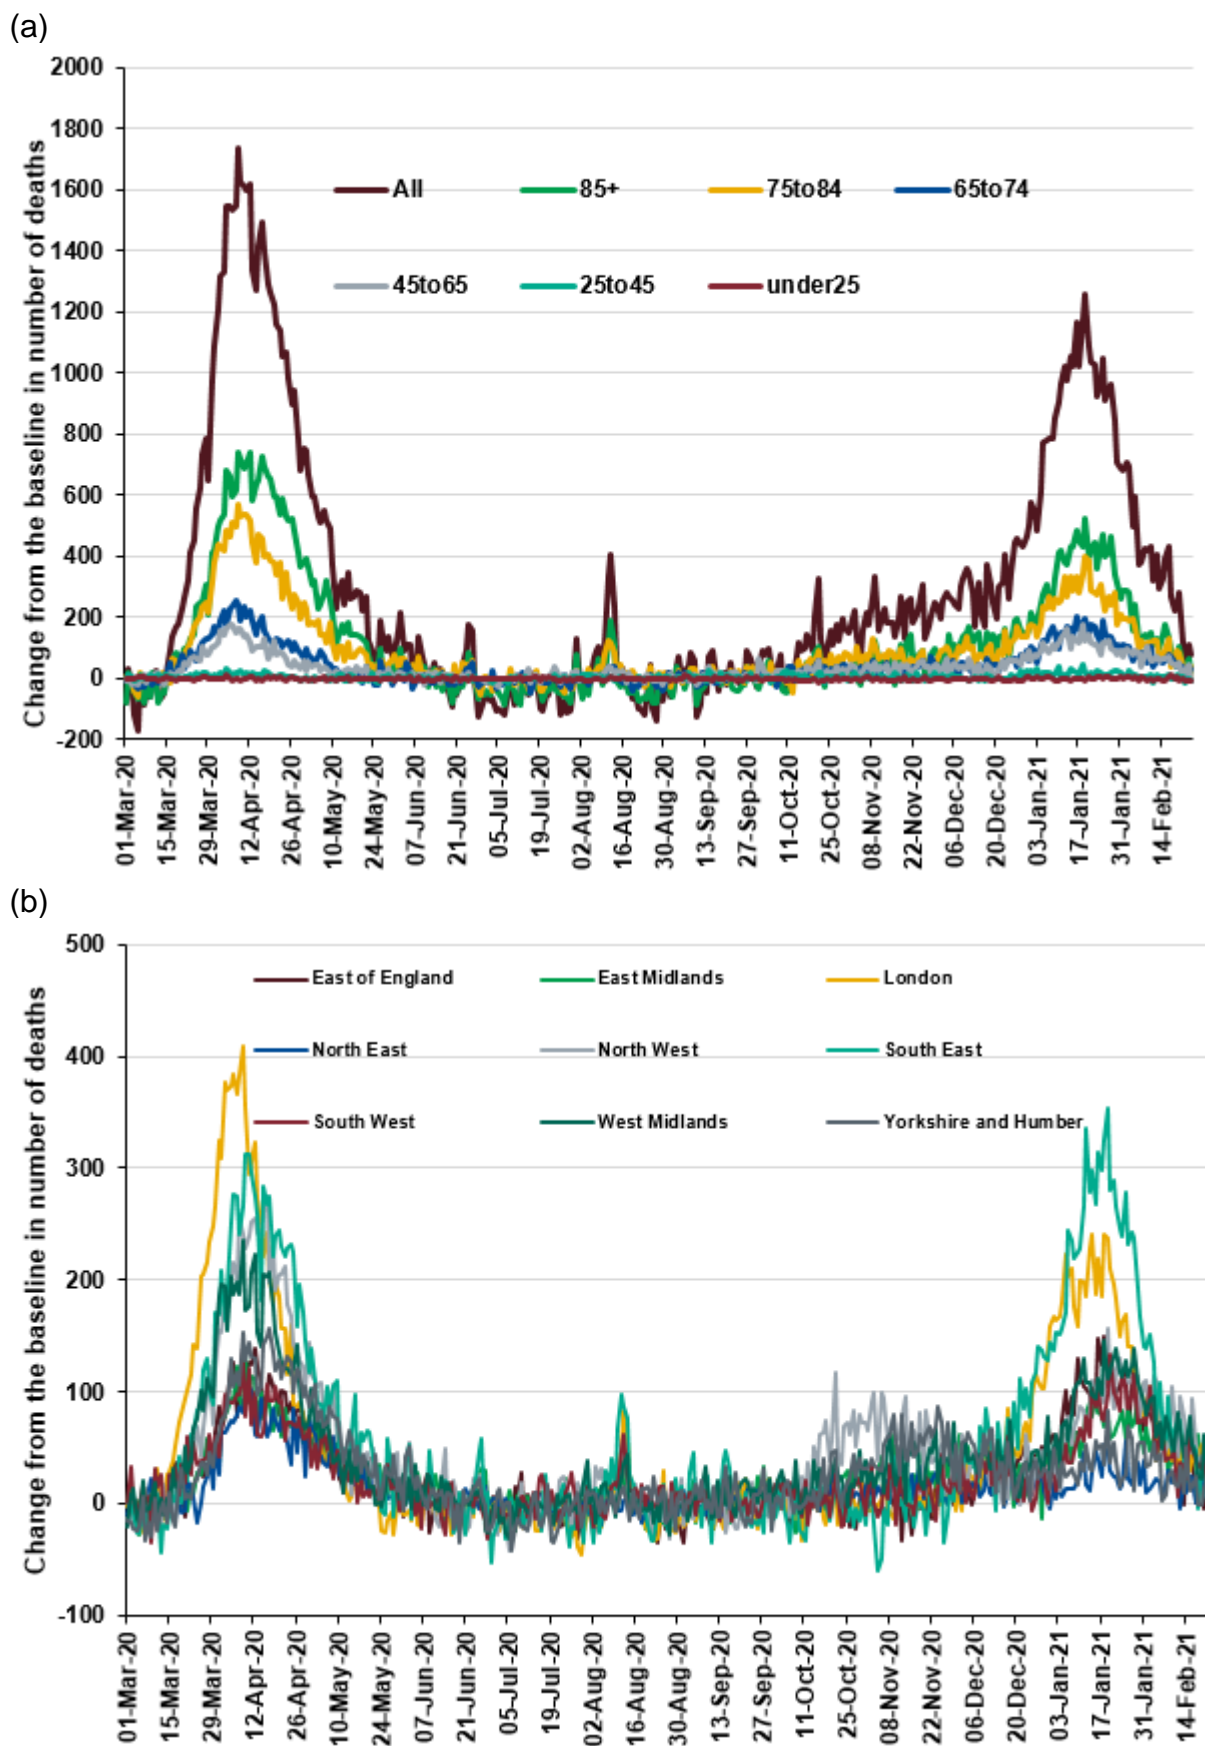 (a)
Change from the baseline in number of deaths
2000
1800
1600
1400
1200
1000
800
600
400
200
0
-200
All 85+ 75to84 65to74
45to65 25to45 under25
01-Mar-20 15-Mar-20 29-Mar-20 12-Apr-20 26-Apr-20 10-May-20 24-May-20 07-Jun-20 21-Jun-20 05-Jul-20 19-Jul-20 02-Aug-20 16-Aug-20 30-Aug-20 13-Sep-20 27-Sep-20 11-Oct-20 25-Oct-20 08-Nov-20 22-Nov-20 06-Dec-20 20-Dec-20 03-Jan-21 17-Jan-21 31-Jan-21 14-Feb-21
(b)
Change from the baseline in number of deaths
500
400
300
200
100
0
-100
East of England East Midlands London
North East North West South East
South West West Midlands Yorkshire and Humber
01-Mar-20 15-Mar-20 29-Mar-20 12-Apr-20 26-Apr-20 10-May-20 24-May-20 07-Jun-20 21-Jun-20 05-Jul-20 19-Jul-20 02-Aug-20 16-Aug-20 30-Aug-20 13-Sep-20 27-Sep-20 11-Oct-20 25-Oct-20 08-Nov-20 22-Nov-20 06-Dec-20 20-Dec-20 03-Jan-21 17-Jan-21 31-Jan-21 14-Feb-21